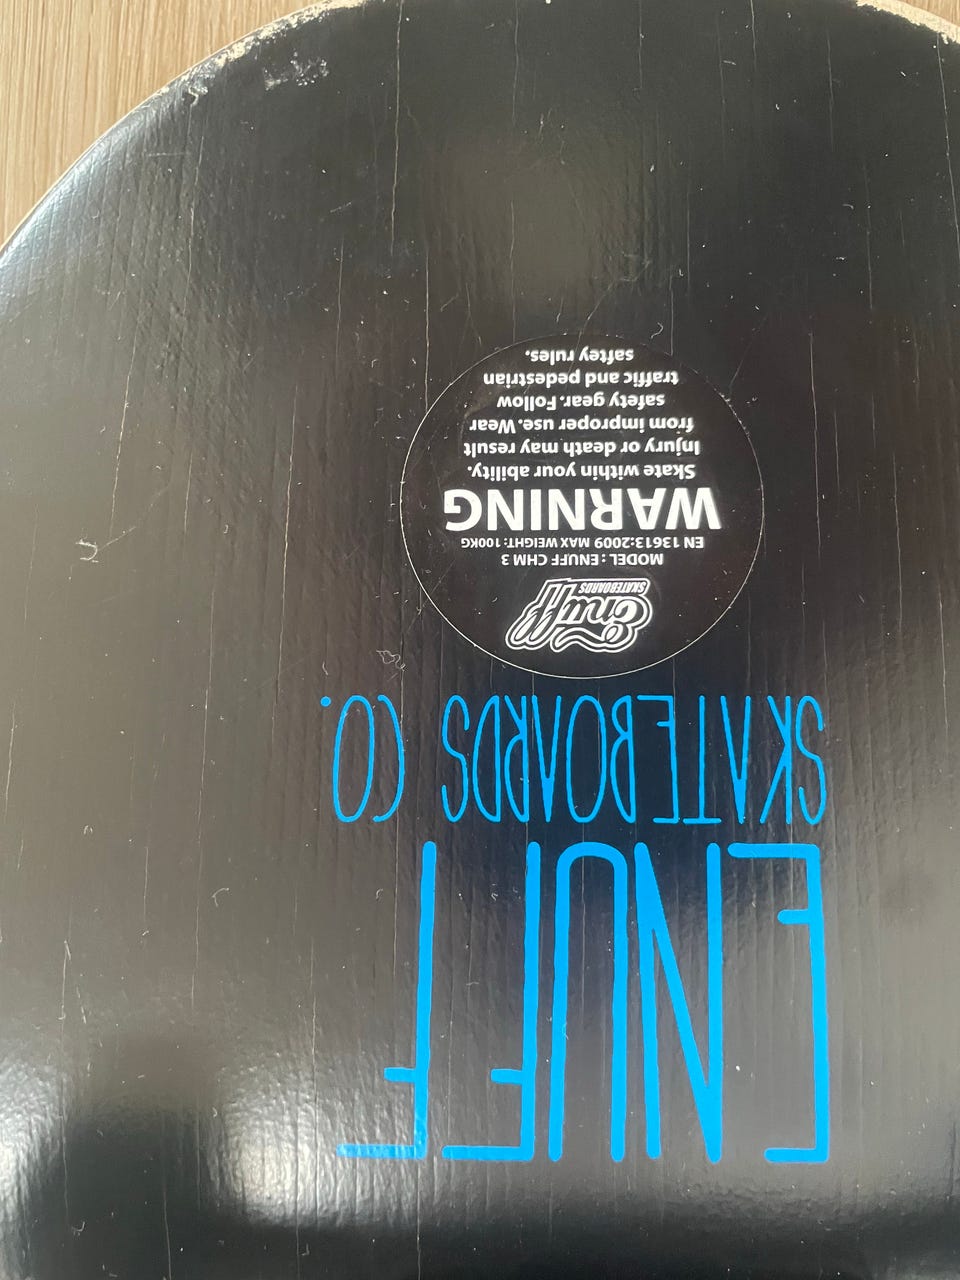 ENUFF
SKATEBOARDS CO.
Enuff
SKATEBOARDS
MODEL : ENUFF CHM 3
EN 13613:2009 MAX WEIGHT: 100KG
WARNING
Skate within your ability.
Injury or death may result
from improper use. Wear
safety gear. Follow
traffic and pedestrian
saftey rules.